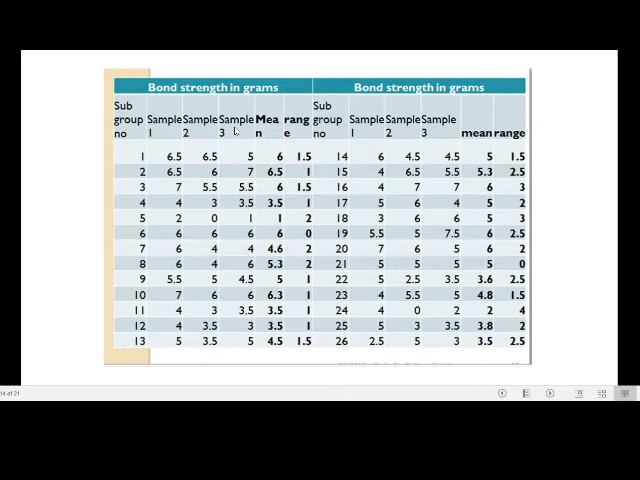 Bond strength in grams Bond strength in grams
Sub group no Sample 1 Sample 2 Sample 3 Mea n rang e Sub group no Sample 1 Sample 2 Sample 3 mean range
1 6.5 6.5 5 6 1.5 14 6 4.5 4.5 5 1.5
2 6.5 6 7 6.5 1 15 4 6.5 5.5 5.3 2.5
3 7 5.5 5.5 6 1.5 16 4 7 7 6 3
4 4 3 3.5 3.5 1 17 5 6 4 5 2
5 2 0 1 1 2 18 3 6 6 5 3
6 6 6 6 6 0 19 5.5 5 7.5 6 2.5
7 6 4 4 4.6 2 20 7 6 5 6 2
8 6 4 6 5.3 2 21 5 5 5 5 0
9 5.5 5 4.5 5 1 22 5 2.5 3.5 3.6 2.5
10 7 6 6 6.3 1 23 4 5.5 5 4.8 1.5
11 4 3 3.5 3.5 1 24 4 0 2 2 4
12 4 3.5 3 3.5 1 25 5 3 3.5 3.8 2
13 5 3.5 5 4.5 1.5 26 2.5 5 3 3.5 2.5
14 of 21